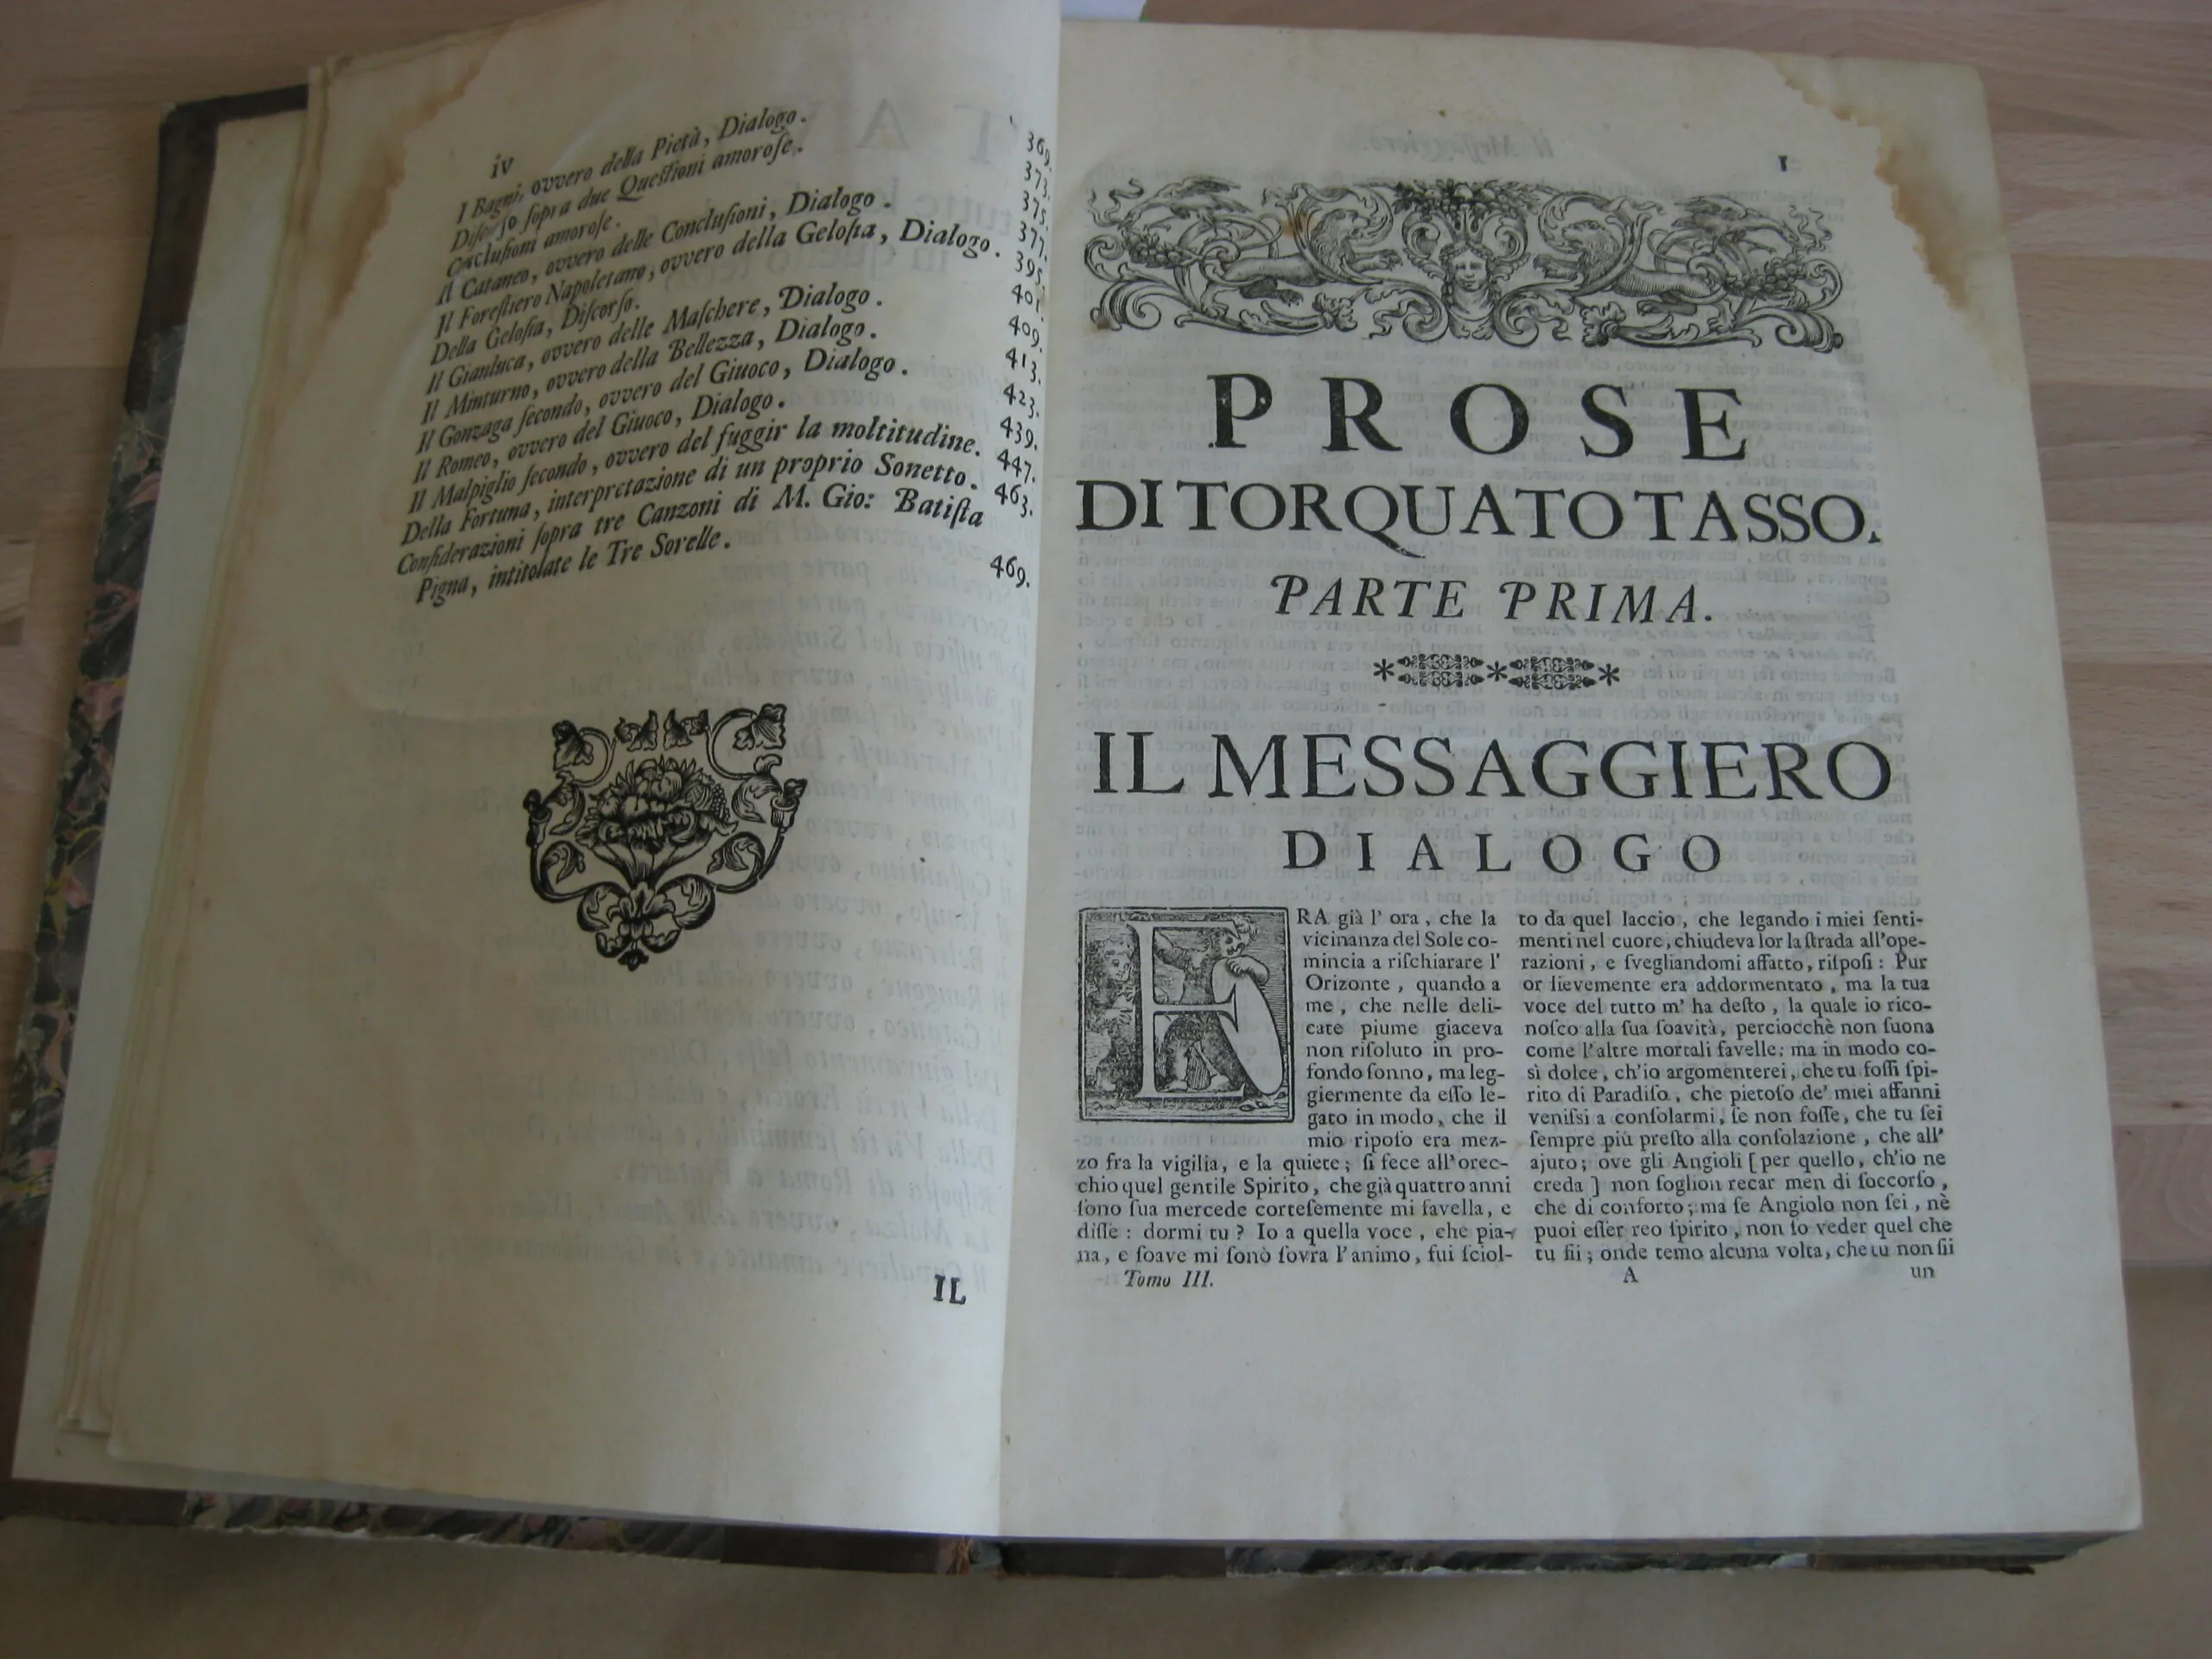 iv
I Bagni, ovvero della Pietà, Dialogo. 369.
Diſcorſo ſopra due Queſtioni amoroſe. 373.
Concluſioni amoroſe. 375.
Il Cataneo, ovvero delle Concluſioni, Dialogo. 377.
Il Foreſtiero Napoletano, ovvero della Geloſia, Dialogo. 395.
Della Geloſia, Diſcorſo. 401.
Il Gianluca, ovvero delle Maſchere, Dialogo. 409.
Il Minturno, ovvero della Bellezza, Dialogo. 413.
Il Gonzaga ſecondo, ovvero del Giuoco, Dialogo. 423.
Il Romeo, ovvero del Giuoco, Dialogo. 439.
Il Malpiglio ſecondo, ovvero del fuggir la moltitudine. 447.
Della Fortuna, interpretazione di un proprio Sonetto. 463.
Conſiderazioni ſopra tre Canzoni di M. Gio: Batiſta
Pigna, intitolate le Tre Sorelle. 469.
IL
1
PROSE
DI TORQUATO TASSO.
PARTE PRIMA.
IL MESSAGGIERO
DIALOGO
ERA già l' ora, che la
vicinanza del Sole co-
mincia a riſchiarare l'
Orizonte, quando a
me, che nelle deli-
cate piume giaceva
non riſoluto in pro-
fondo ſonno, ma leg-
giermente da eſſo le-
gato in modo, che il
mio ripoſo era mez-
zo fra la vigilia, e la quiete; ſi fece all'orec-
chio quel gentile Spirito, che già quattro anni
ſono ſua mercede corteſemente mi favella, e
diſſe: dormi tu? Io a quella voce, che pia-
na, e ſoave mi ſonò ſovra l'animo, fui ſciol-
Tomo III.
to da quel laccio, che legando i miei ſenti-
menti nel cuore, chiudeva lor la ſtrada all'ope-
razioni, e ſvegliandomi affatto, riſpoſi: Pur
or lievemente era addormentato, ma la tua
voce del tutto m' ha deſto, la quale io rico-
noſco alla ſua ſoavità, perciocchè non ſuona
come l'altre mortali favelle; ma in modo co-
sì dolce, ch'io argomenterei, che tu foſſi ſpi-
rito di Paradiſo, che pietoſo de' miei affanni
veniſsi a conſolarmi, ſe non foſſe, che tu ſei
ſempre più preſto alla conſolazione, che all'
ajuto; ove gli Angioli [per quello, ch'io ne
creda] non ſoglion recar men di ſoccorſo,
che di conforto; ma ſe Angiolo non ſei, nè
puoi eſſer reo ſpirito, non ſo veder quel che
tu ſii; onde temo alcuna volta, che tu non ſii
A
un